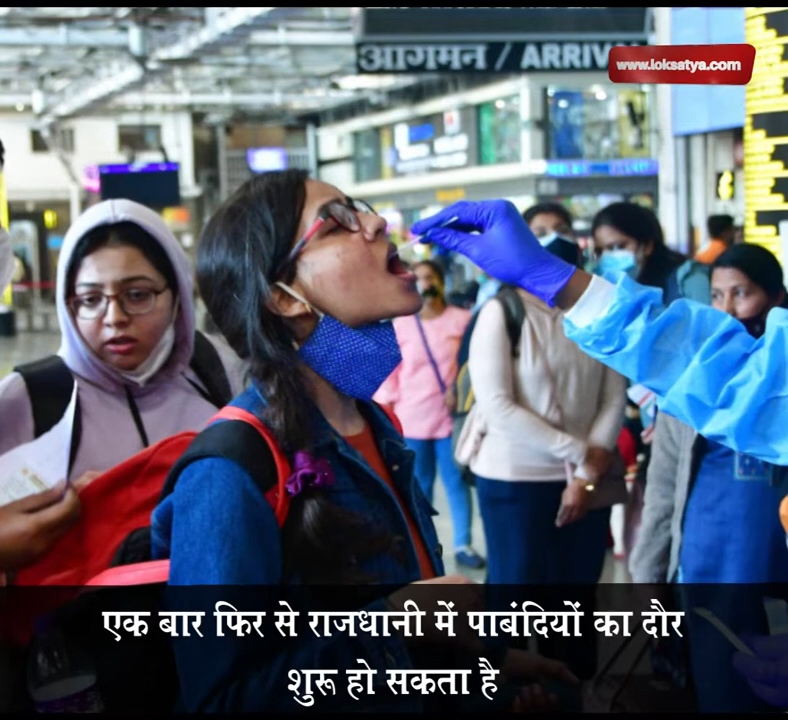 आगमन / ARRIV
www.loksatya.com
एक बार फिर से राजधानी में पाबंदियों का दौर
शुरू हो सकता है